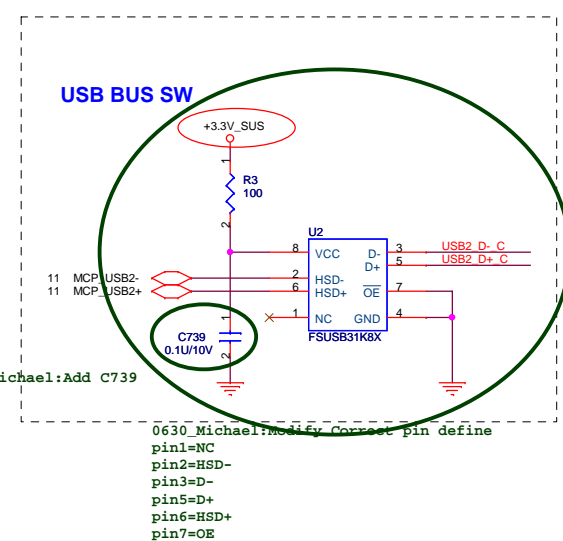 USB BUS SW
+3.3V_SUS
1
R3
100
2
U2
8 VCC D- 3 USB2_D-_C
D+ 5 USB2_D+_C
11 MCP_USB2- 2 HSD-
11 MCP_USB2+ 6 HSD+ OE 7
1 NC GND 4
FSUSB31K8X
1
C739
0.1U/10V
2
ichael:Add C739
0630_Michael:Modify Correct pin define
pin1=NC
pin2=HSD-
pin3=D-
pin5=D+
pin6=HSD+
pin7=OE